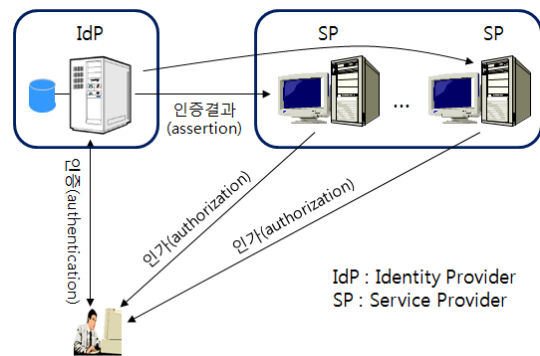 IdP
SP
SP
인증결과
(assertion)
...
인증(authentication)
인가(authorization)
인가(authorization)
IdP : Identity Provider
SP : Service Provider